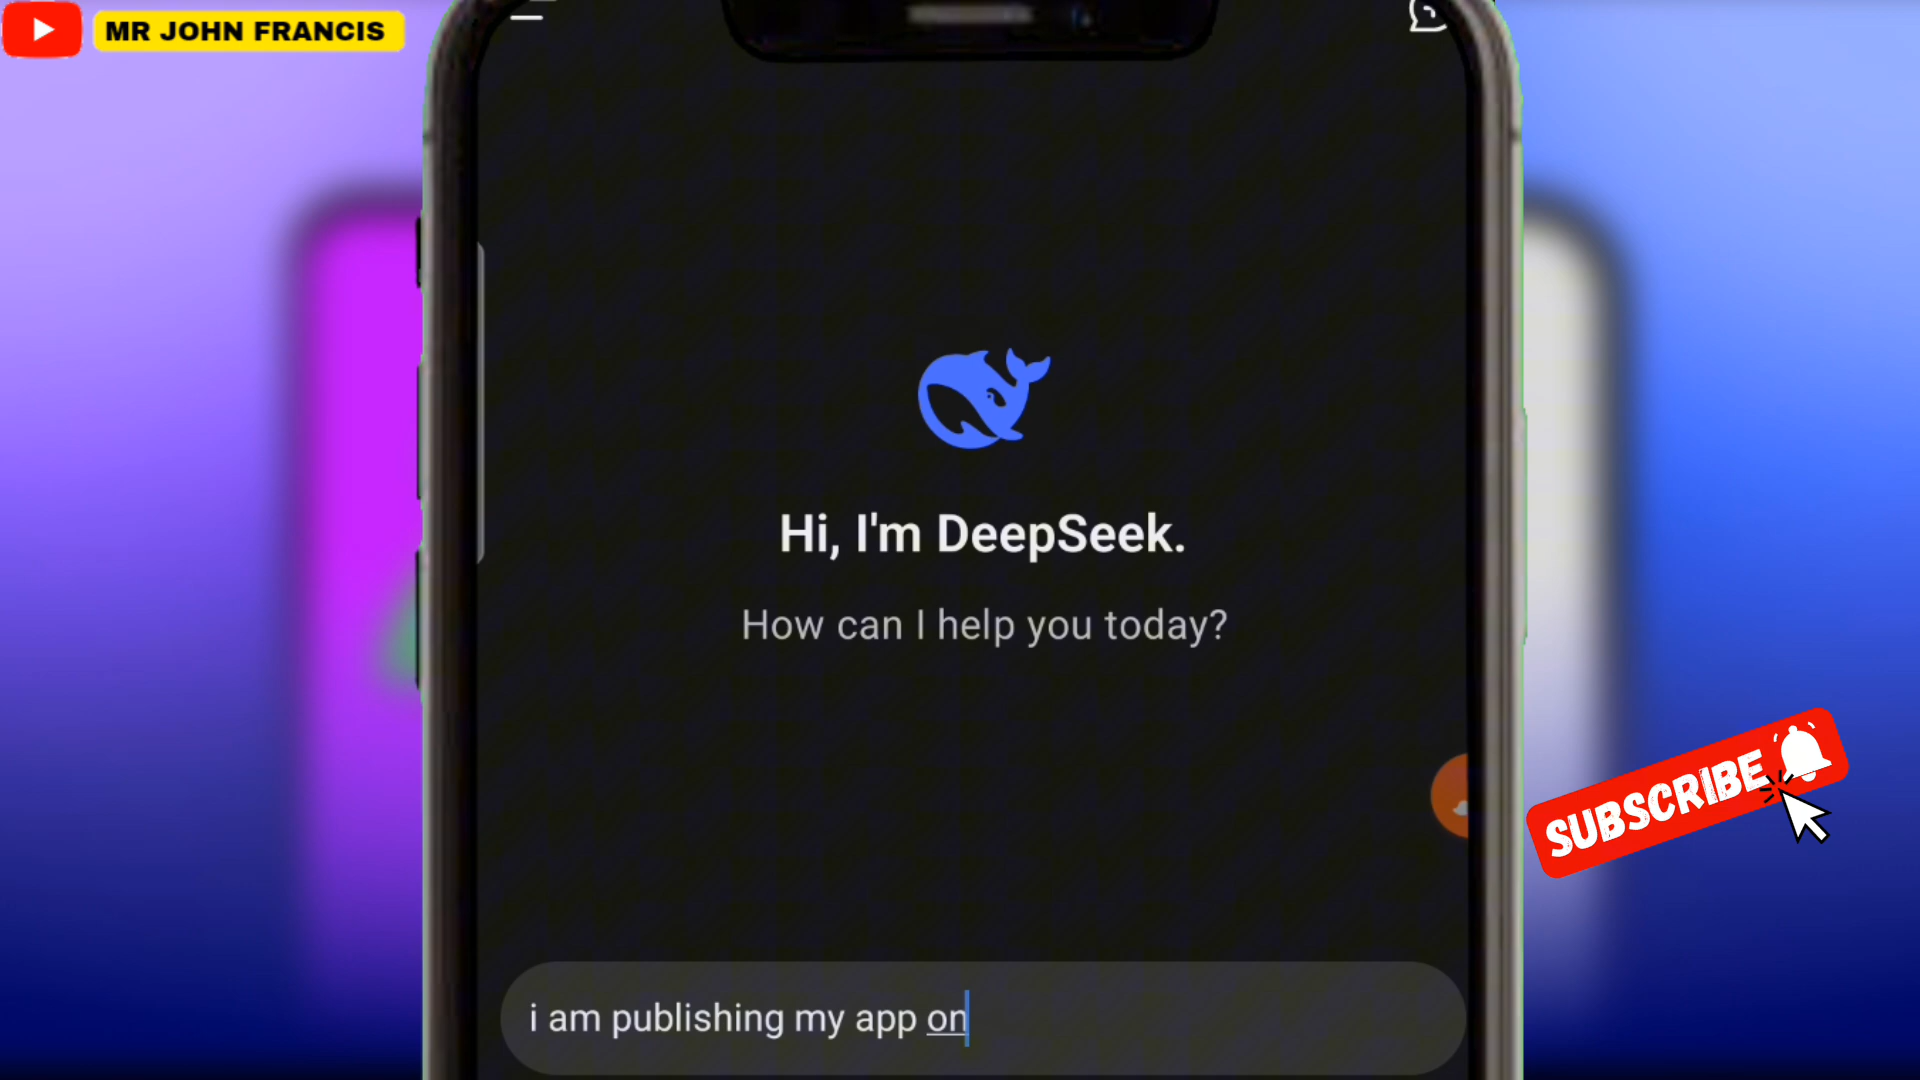 MR JOHN FRANCIS
Hi, I'm DeepSeek.
How can I help you today?
SUBSCRIBE
i am publishing my app on